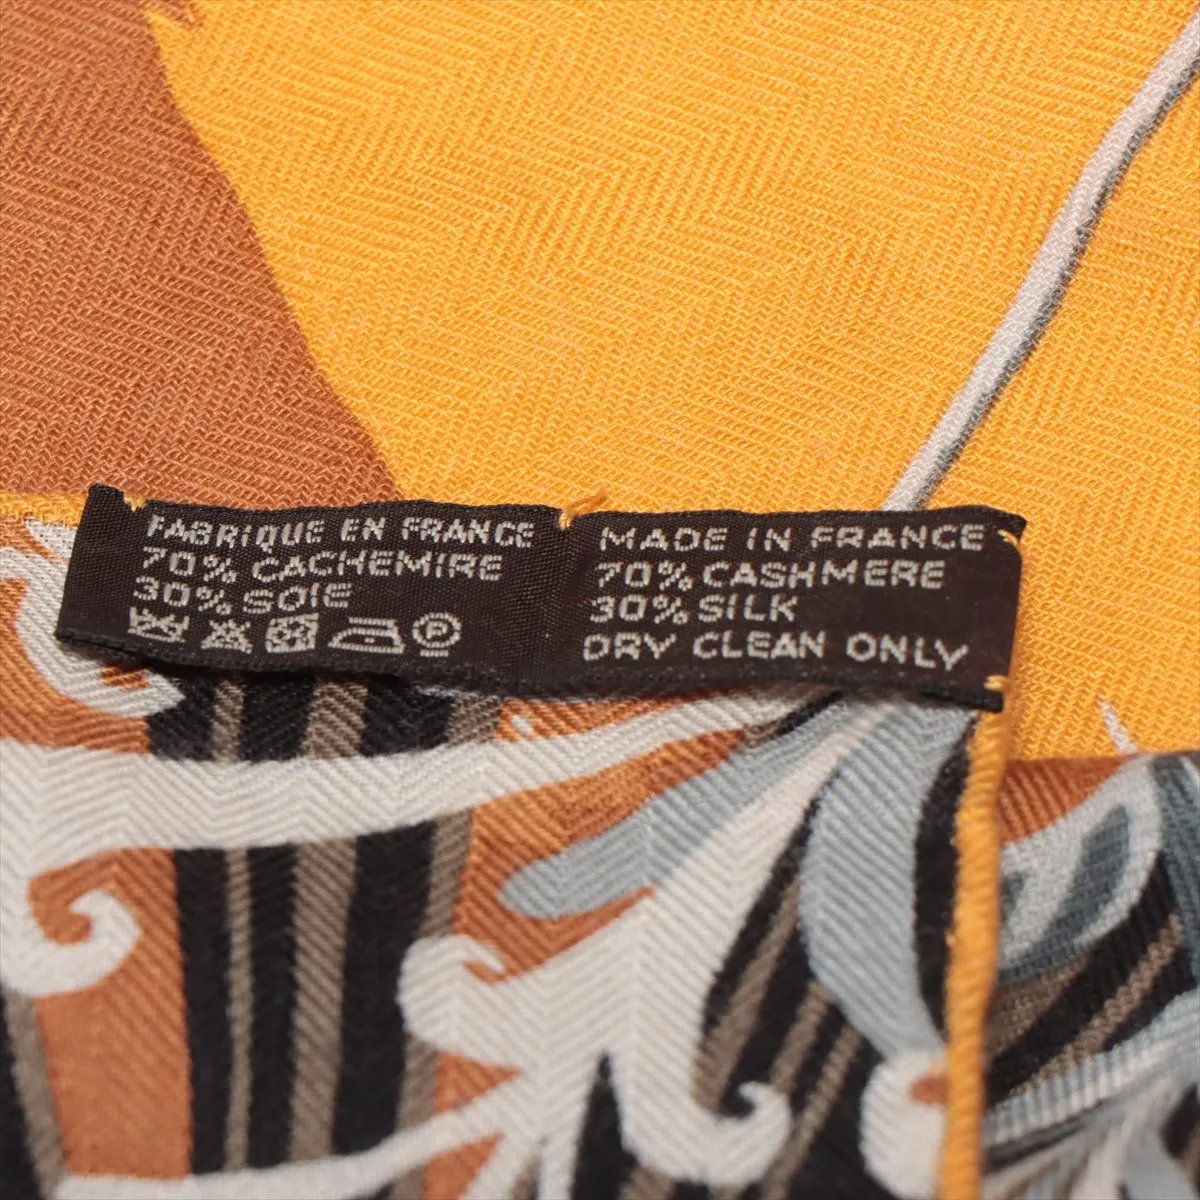 FABRIQUE EN FRANCE
70% CACHEMIRE
30% SOIE
P
MADE IN FRANCE
70% CASHMERE
30% SILK
DRY CLEAN ONLY